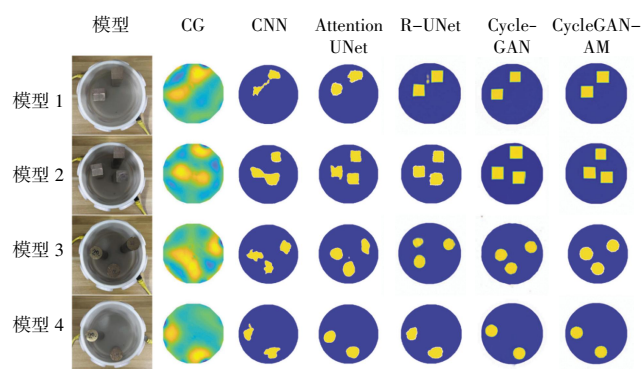 模型 CG CNN Attention UNet R-UNet Cycle-GAN CycleGAN-AM
模型 1
模型 2
模型 3
模型 4